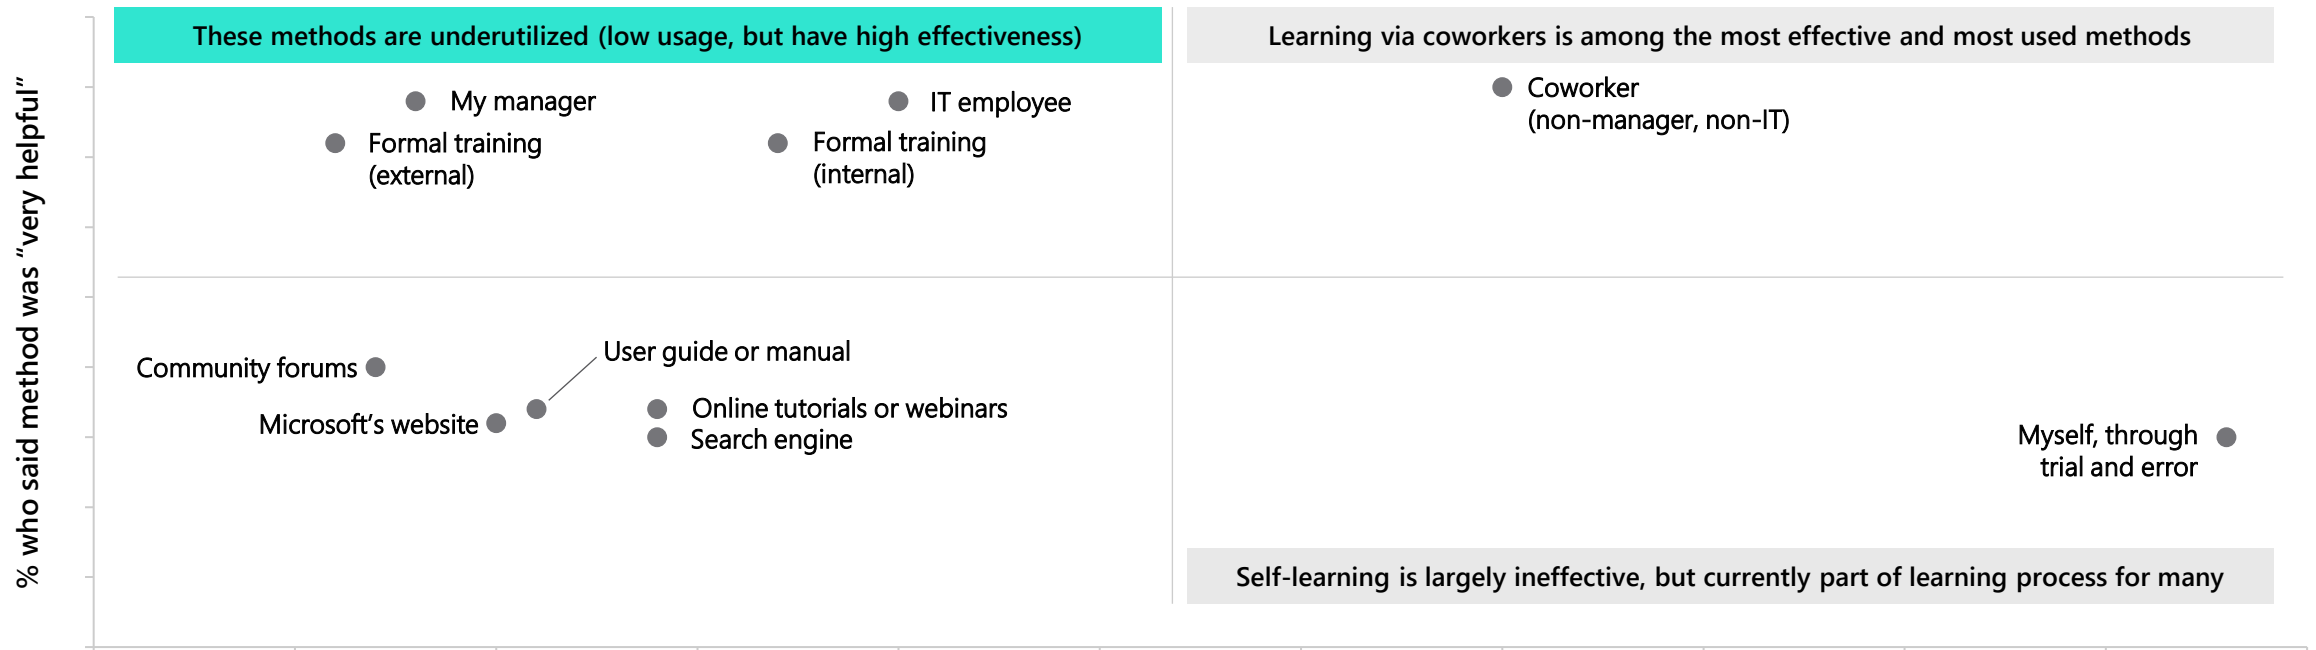 These methods are underutilized (low usage, but have high effectiveness)
Learning via coworkers is among the most effective and most used methods
% who said method was “very helpful”
My manager
IT employee
Coworker
(non-manager, non-IT)
Formal training
(external)
Formal training
(internal)
Community forums
User guide or manual
Microsoft’s website
Online tutorials or webinars
Search engine
Myself, through
trial and error
Self-learning is largely ineffective, but currently part of learning process for many